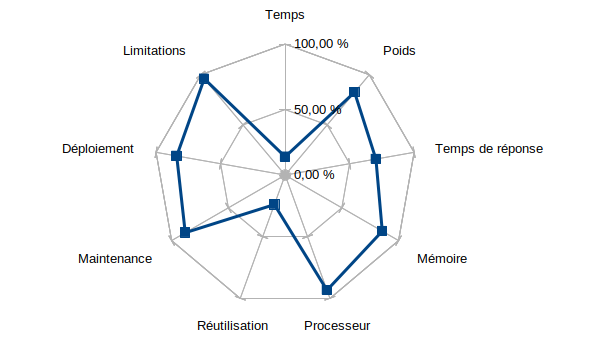 Temps
100,00 %
Limitations
Poids
50,00 %
Déploiement
Temps de réponse
0,00 %
Maintenance
Mémoire
Réutilisation
Processeur